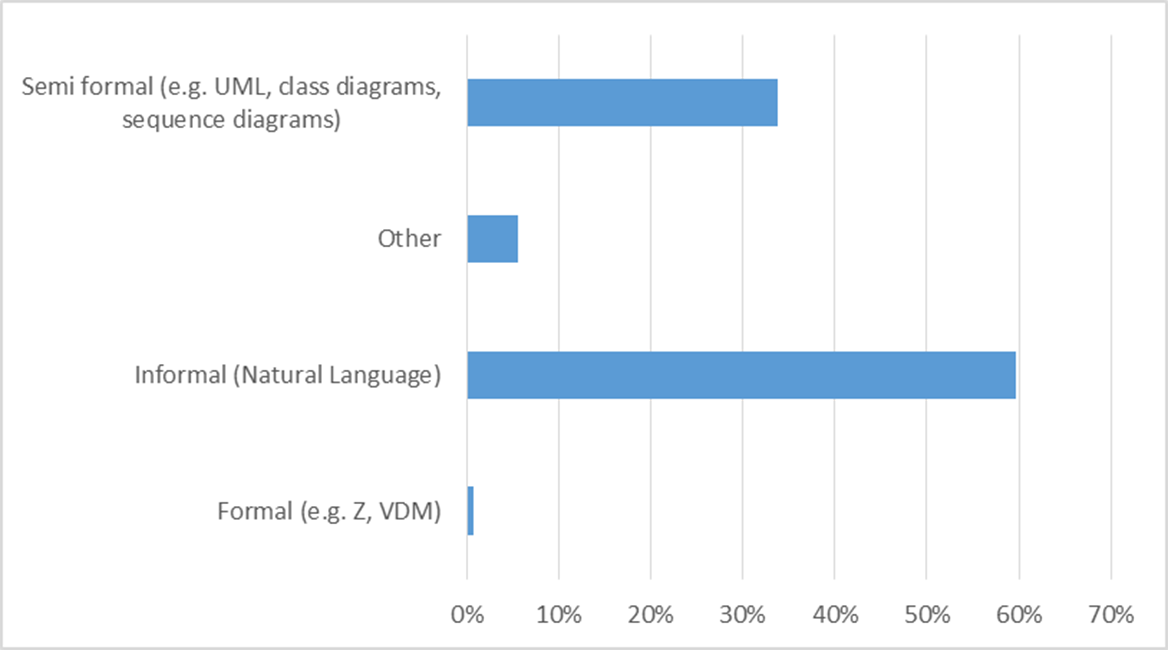 Semi formal (e.g. UML, class diagrams,
sequence diagrams)
Other
Informal (Natural Language)
Formal (e.g. Z, VDM)
0% 10% 20% 30% 40% 50% 60% 70%